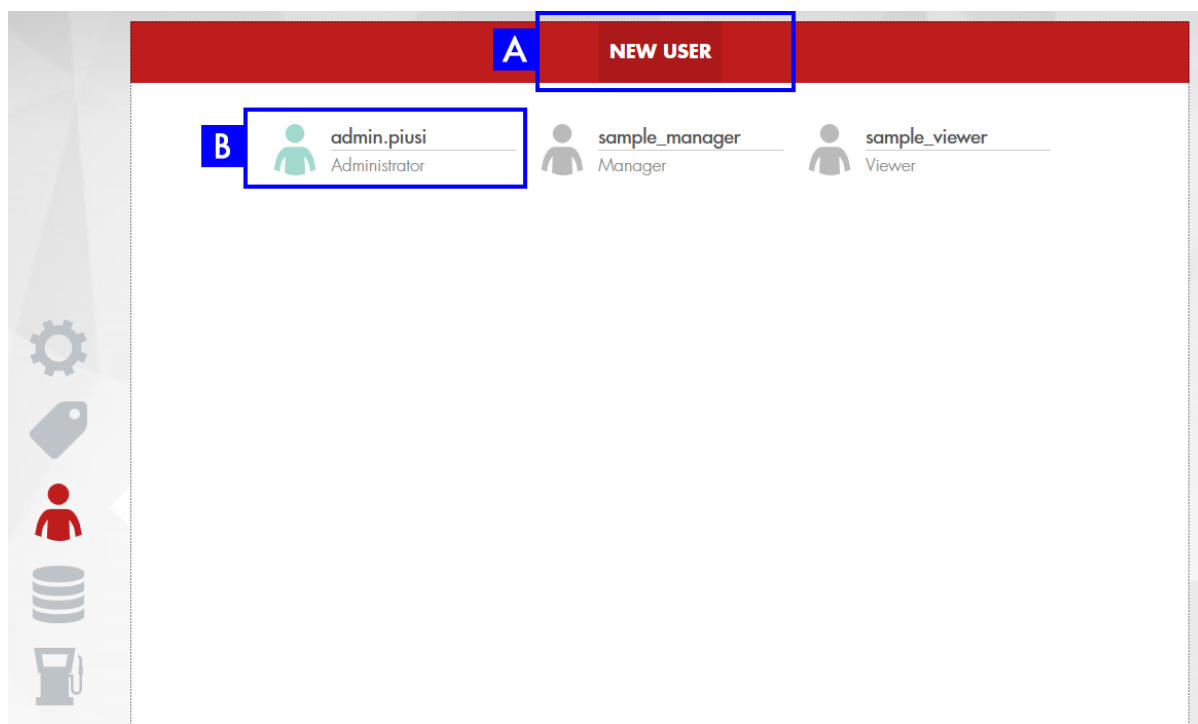 A
NEW USER
B
admin.piusi
Administrator
sample_manager
Manager
sample_viewer
Viewer